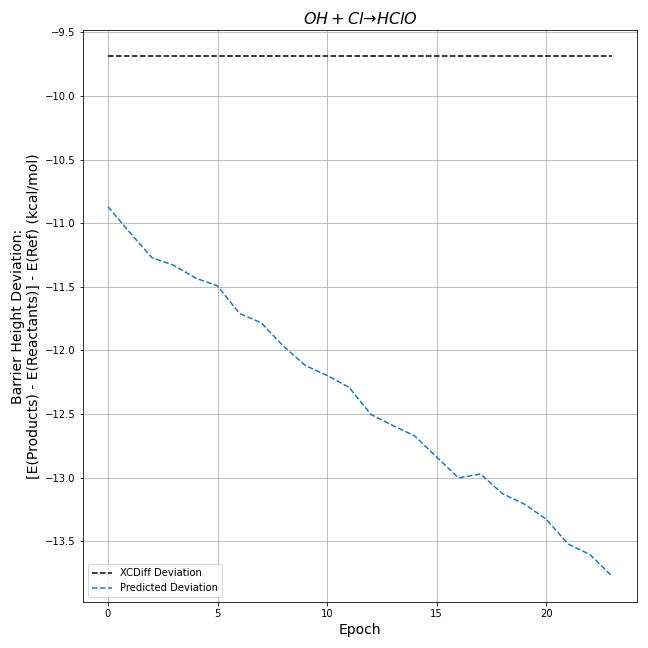 OH + Cl→HClO
−9.5
−10.0
−10.5
−11.0
−11.5
−12.0
−12.5
−13.0
−13.5
Barrier Height Deviation:
[E(Products) - E(Reactants)] - E(Ref) (kcal/mol)
XCDiff Deviation
Predicted Deviation
0
5
10
15
20
Epoch